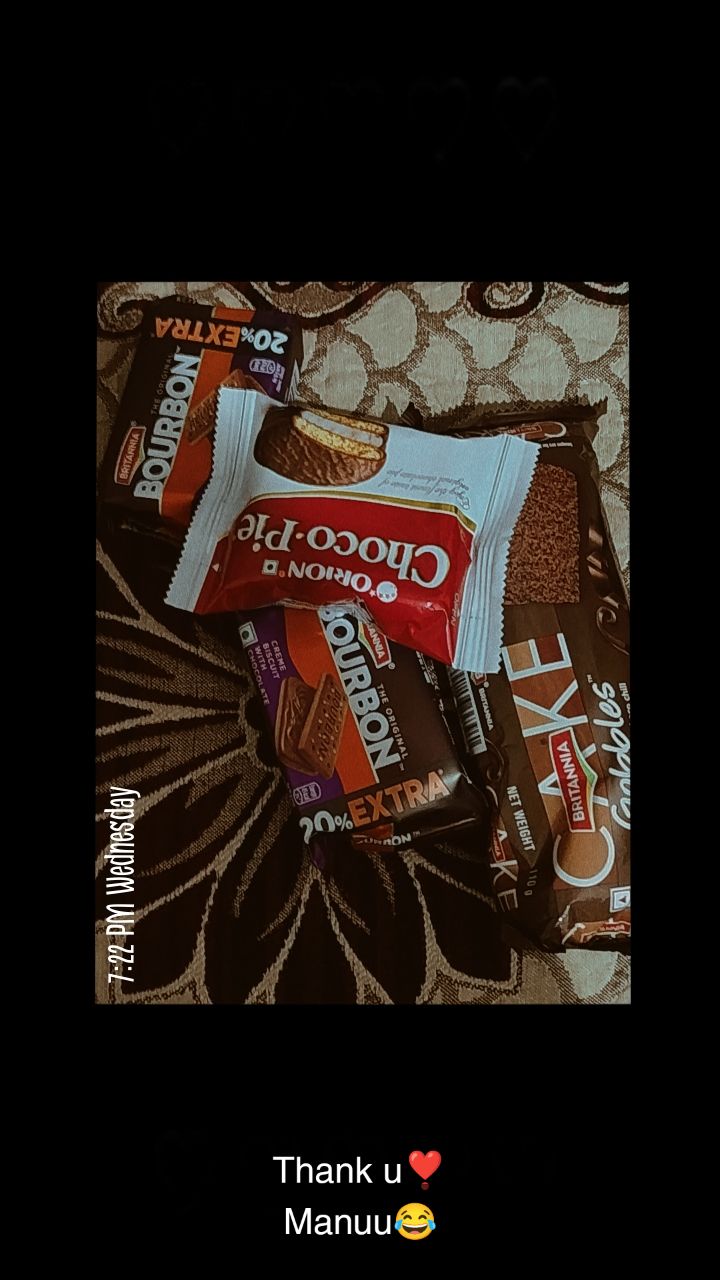 20% EXTRA
THE ORIGINAL
BRITANNIA
BOURBON
Choco·Pie
ORION
BOURBON
THE ORIGINAL
CREME
BISCUIT
WITH
CHOCOLATE
EXTRA
BRITANNIA
CAKE
BRITANNIA
Gobbles
NET WEIGHT
110 g
7:22 PM Wednesday
Thank u❤️
Manuu😂